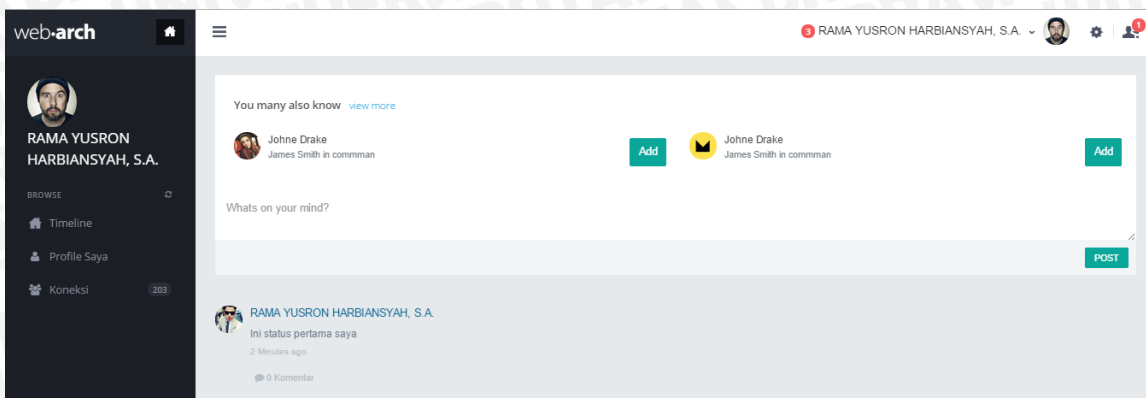 web•arch
3 RAMA YUSRON HARBIANSYAH, S.A.
1
RAMA YUSRON
HARBIANSYAH, S.A.
BROWSE
Timeline
Profile Saya
Koneksi 203
You many also know view more
Johne Drake
James Smith in commman
Add
Johne Drake
James Smith in commman
Add
Whats on your mind?
POST
RAMA YUSRON HARBIANSYAH, S.A.
Ini status pertama saya
2 Minutes ago
0 Komentar